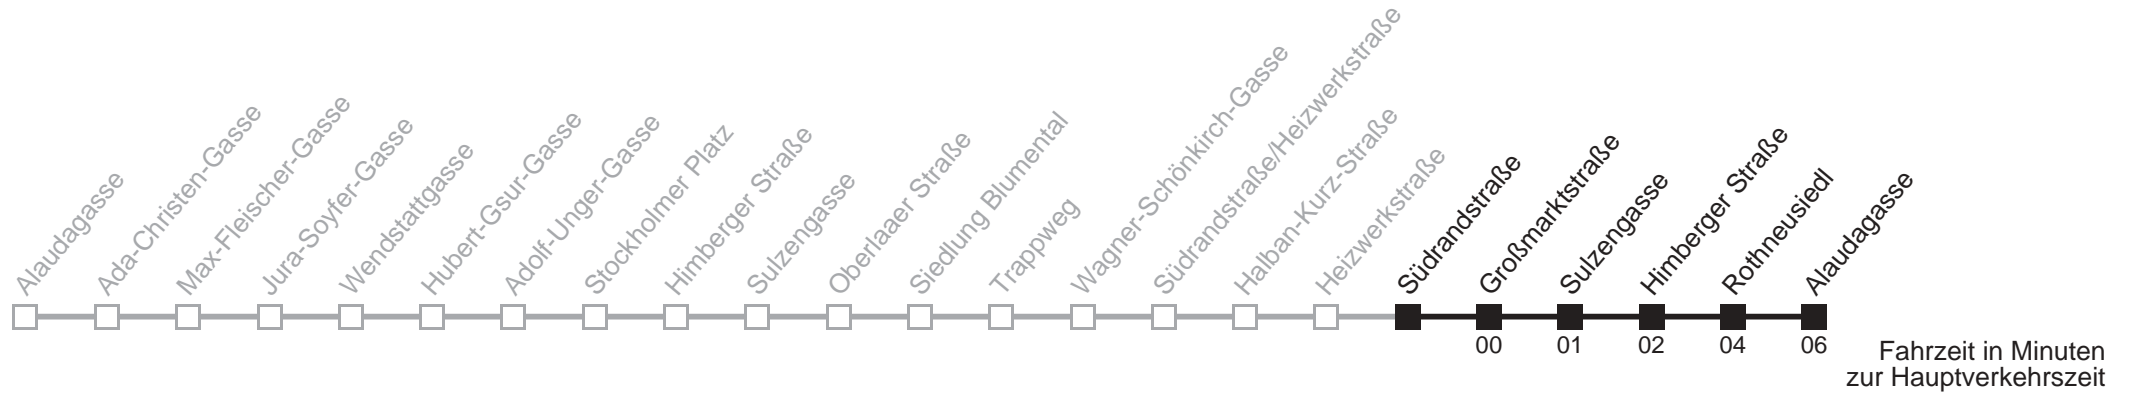 Alaudagasse
Ada-Christen-Gasse
Max-Fleischer-Gasse
Jura-Soyfer-Gasse
Wendstattgasse
Hubert-Gsur-Gasse
Adolf-Unger-Gasse
Stockholmer Platz
Himberger Straße
Sulzengasse
Oberlaaer Straße
Siedlung Blumental
Trappweg
Wagner-Schönkirch-Gasse
Südrandstraße/Heizwerkstraße
Halban-Kurz-Straße
Heizwerkstraße
Südrandstraße
Großmarktstraße
Sulzengasse
Himberger Straße
Rothneusiedl
Alaudagasse
00 01 02 04 06
Fahrzeit in Minuten
zur Hauptverkehrszeit